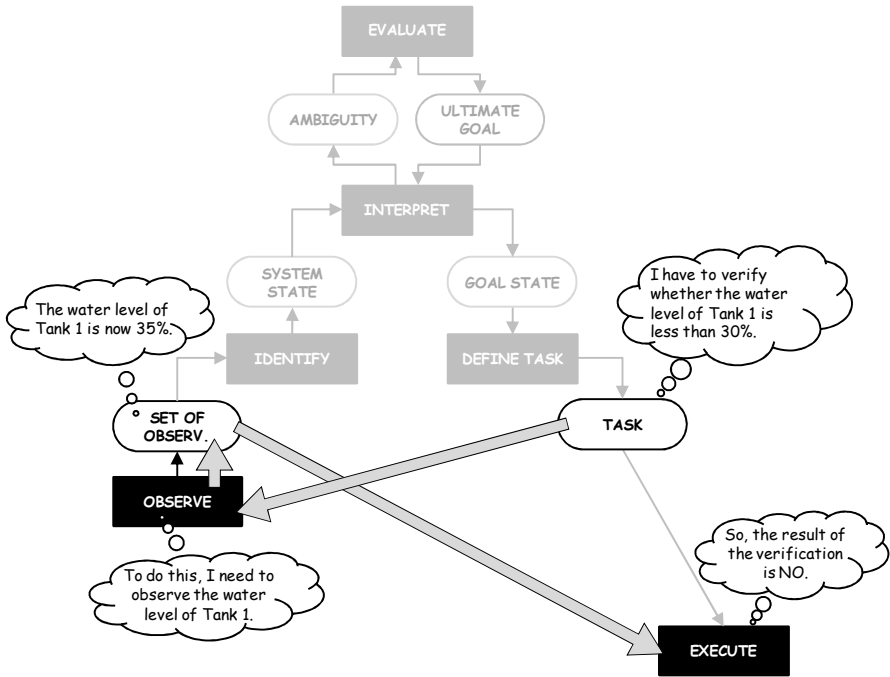 EVALUATE
AMBIGUITY
ULTIMATE
GOAL
INTERPRET
SYSTEM
STATE
GOAL STATE
I have to verify
whether the water
level of Tank 1 is
less than 30%.
The water level of
Tank 1 is now 35%.
IDENTIFY
DEFINE TASK
SET OF
OBSERV.
TASK
OBSERVE
So, the result of
the verification
is NO.
To do this, I need to
observe the water
level of Tank 1.
EXECUTE